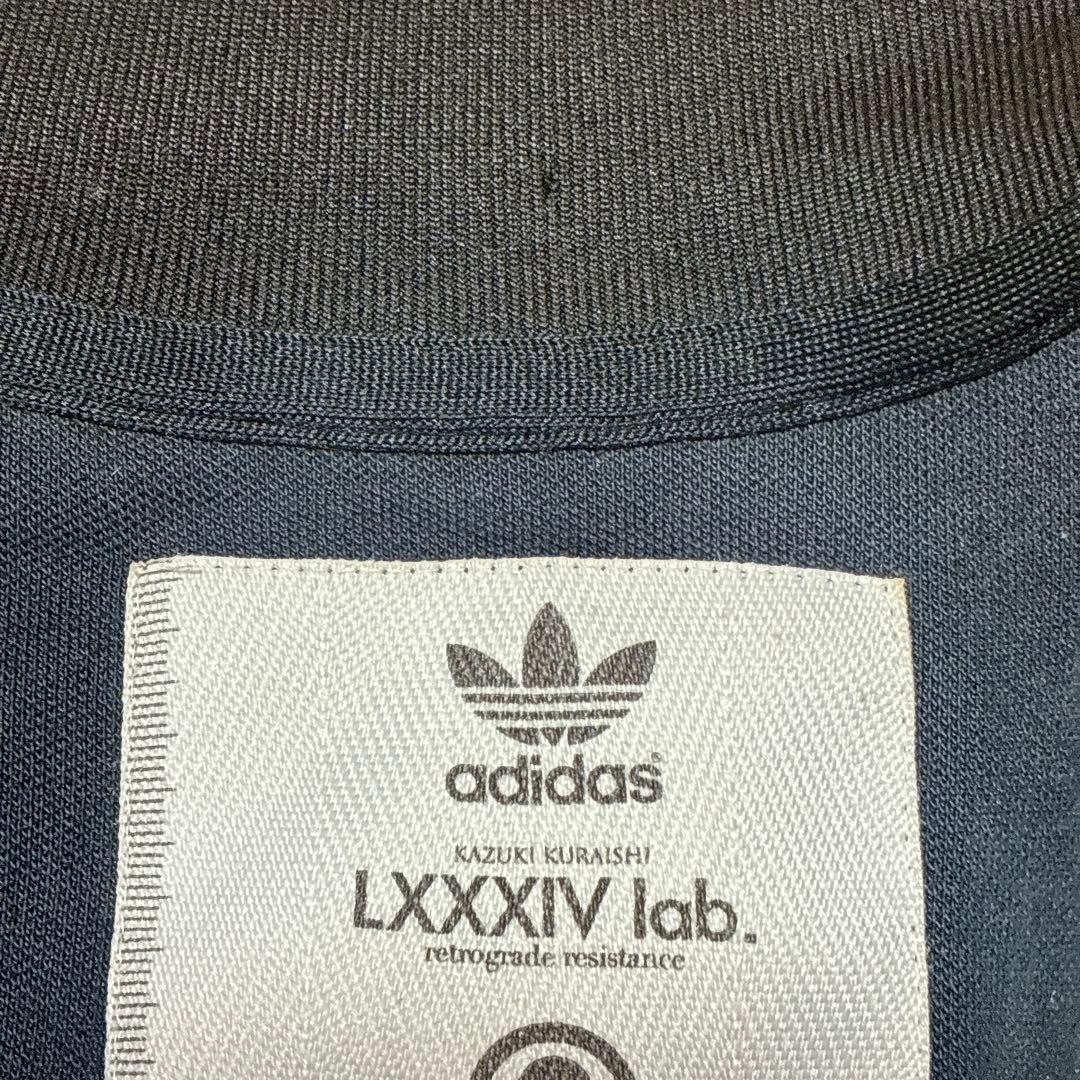 adidas®
KAZUKI KURAISHI
LXXXIV lab.
retrograde resistance